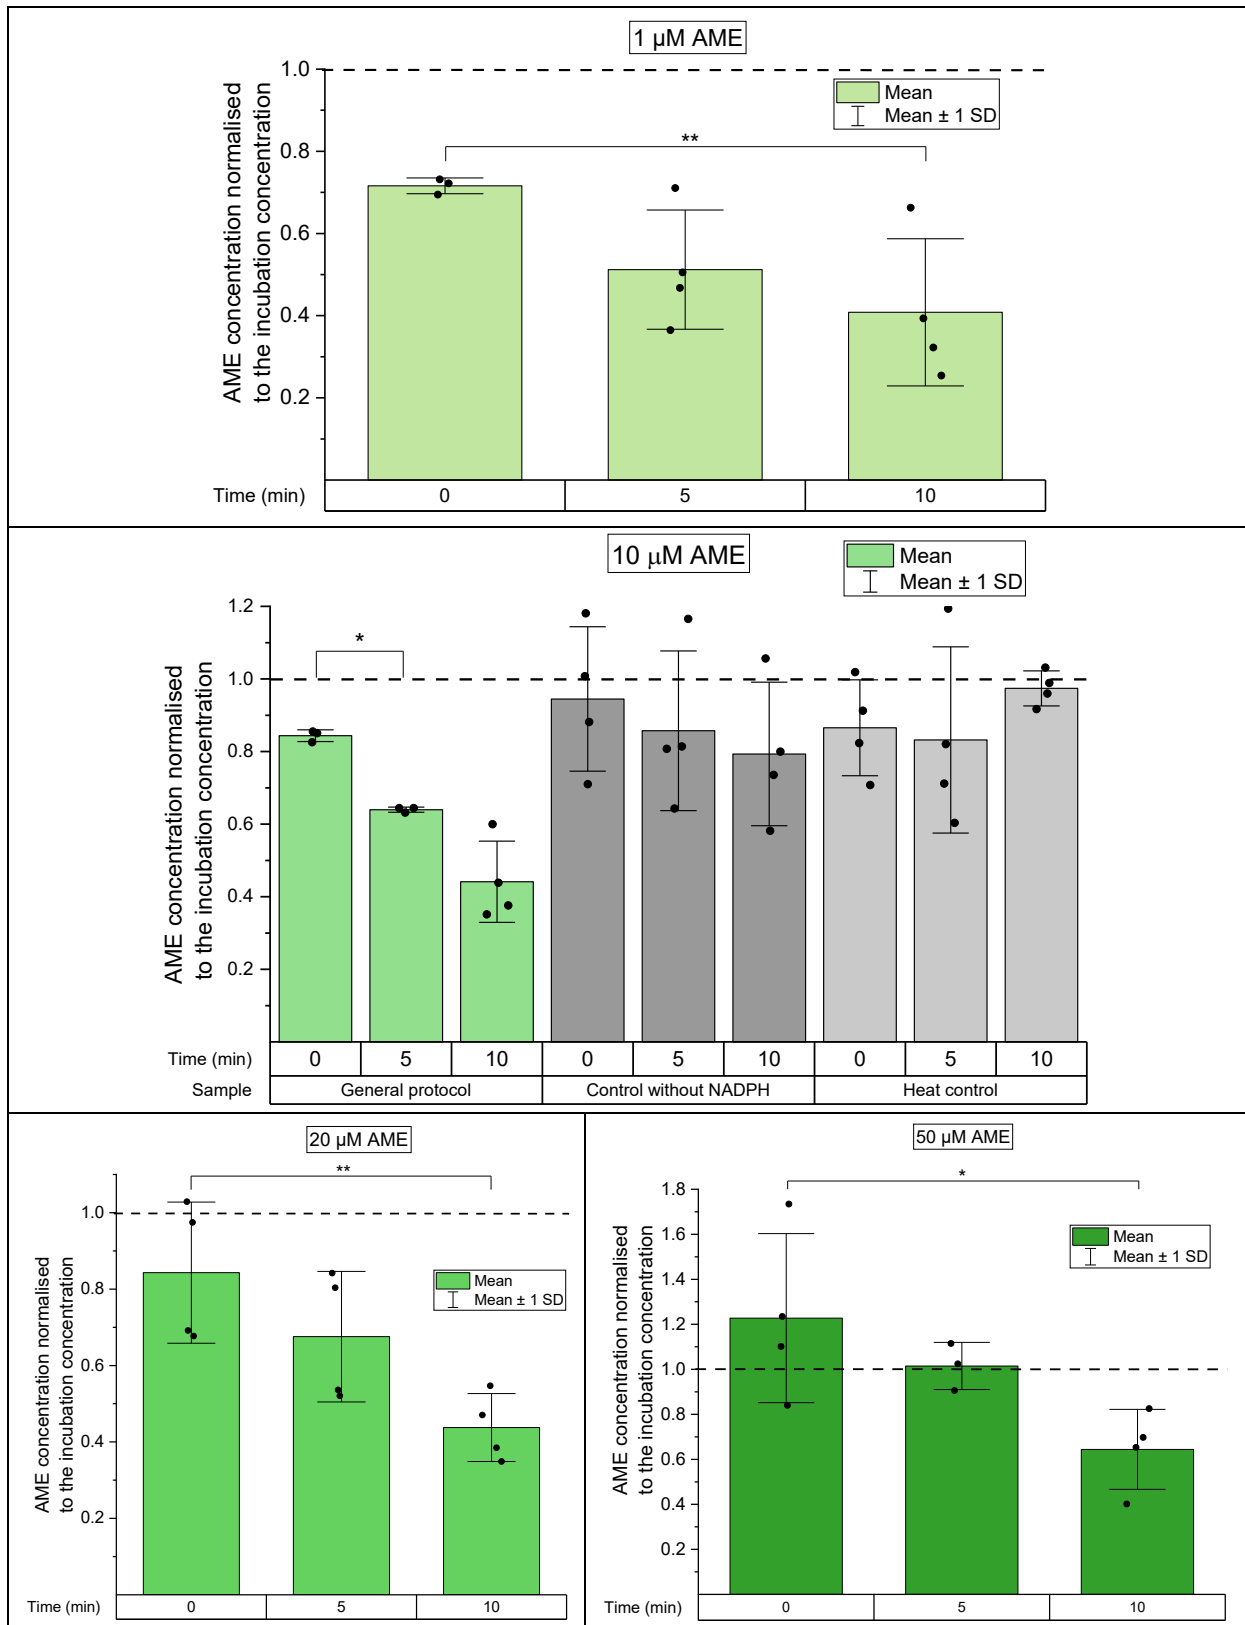 1 µM AME
AME concentration normalised
to the incubation concentration
1.0
0.8
0.6
0.4
0.2
**
Mean
Mean ± 1 SD
Time (min) 0 5 10
10 µM AME
Mean
Mean ± 1 SD
AME concentration normalised
to the incubation concentration
1.2
1.0
0.8
0.6
0.4
0.2
*
Time (min) 0 5 10 0 5 10 0 5 10
Sample General protocol Control without NADPH Heat control
20 µM AME
AME concentration normalised
to the incubation concentration
1.0
0.8
0.6
0.4
0.2
**
Mean
Mean ± 1 SD
Time (min) 0 5 10
50 µM AME
AME concentration normalised
to the incubation concentration
1.8
1.6
1.4
1.2
1.0
0.8
0.6
0.4
0.2
*
Mean
Mean ± 1 SD
Time (min) 0 5 10